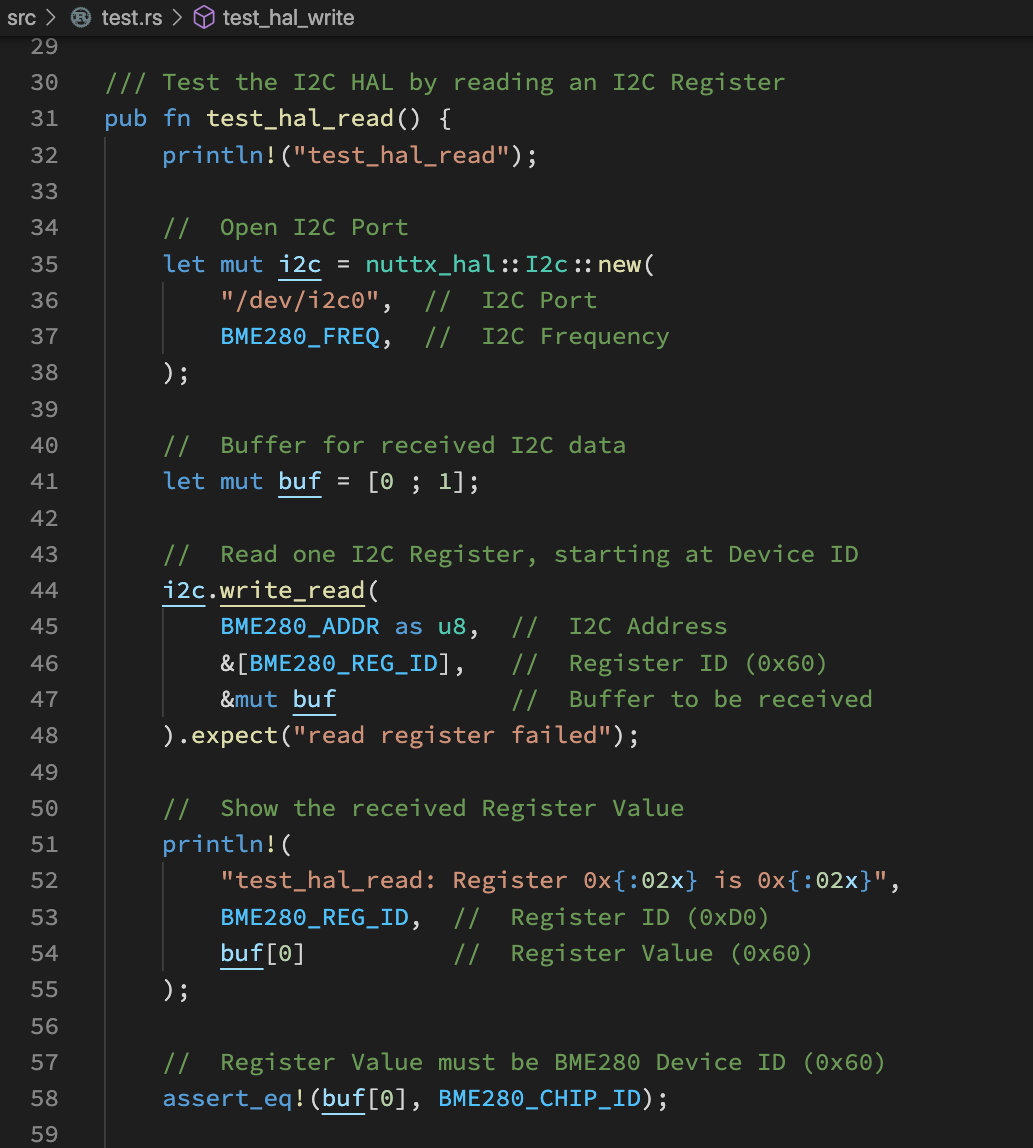 src > test.rs > test_hal_write
29
30 /// Test the I2C HAL by reading an I2C Register
31 pub fn test_hal_read() {
32     println!("test_hal_read");
33
34     //  Open I2C Port
35     let mut i2c = nuttx_hal::I2c::new(
36         "/dev/i2c0",  //  I2C Port
37         BME280_FREQ,  //  I2C Frequency
38     );
39
40     //  Buffer for received I2C data
41     let mut buf = [0 ; 1];
42
43     //  Read one I2C Register, starting at Device ID
44     i2c.write_read(
45         BME280_ADDR as u8,  //  I2C Address
46         &[BME280_REG_ID],   //  Register ID (0x60)
47         &mut buf            //  Buffer to be received
48     ).expect("read register failed");
49
50     //  Show the received Register Value
51     println!(
52         "test_hal_read: Register 0x{:02x} is 0x{:02x}",
53         BME280_REG_ID,  //  Register ID (0xD0)
54         buf[0]          //  Register Value (0x60)
55     );
56
57     //  Register Value must be BME280 Device ID (0x60)
58     assert_eq!(buf[0], BME280_CHIP_ID);
59